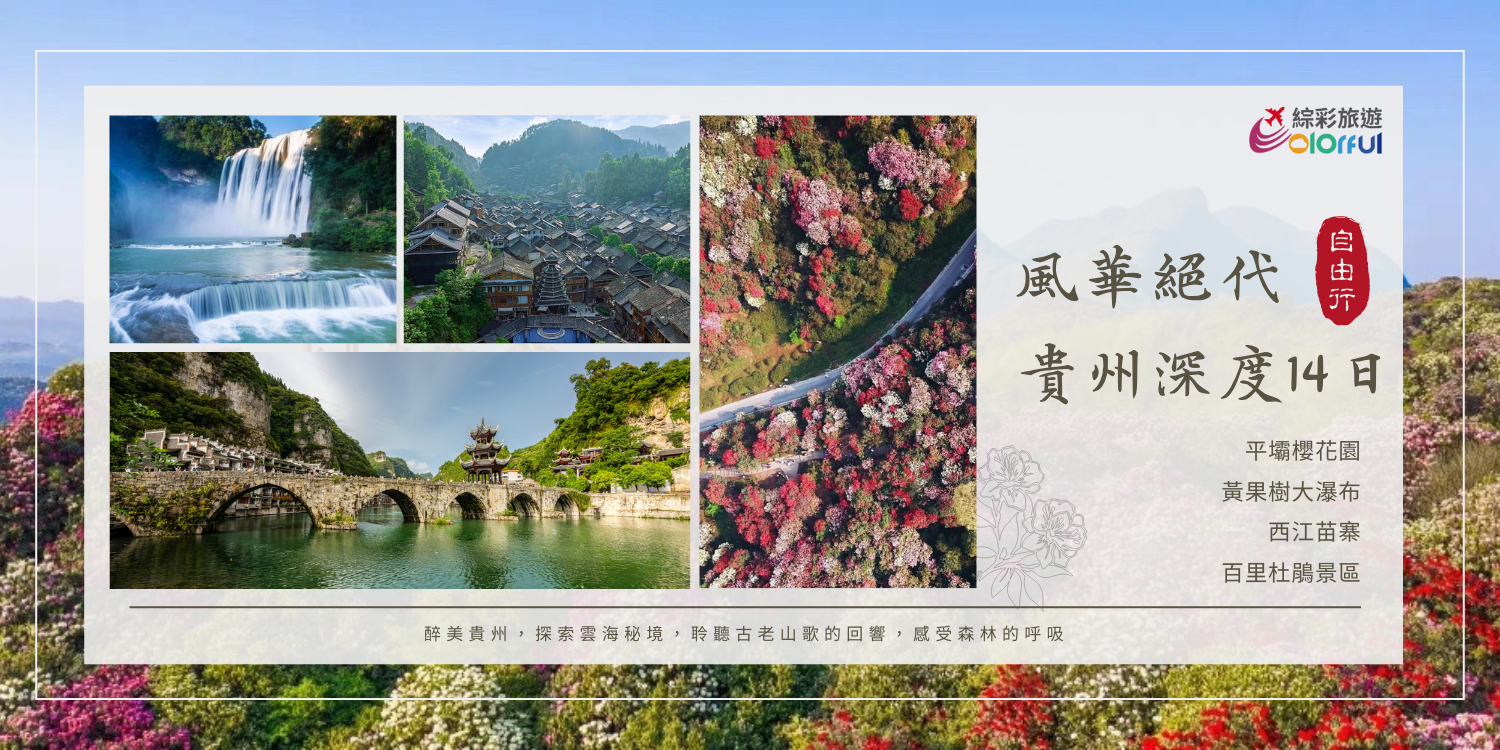 綜彩旅遊
Colorful
風華絕代
自由行
貴州深度14日
平壩櫻花園
黃果樹大瀑布
西江苗寨
百里杜鵑景區
醉美貴州，探索雲海秘境，聆聽古老山歌的回響，感受森林的呼吸